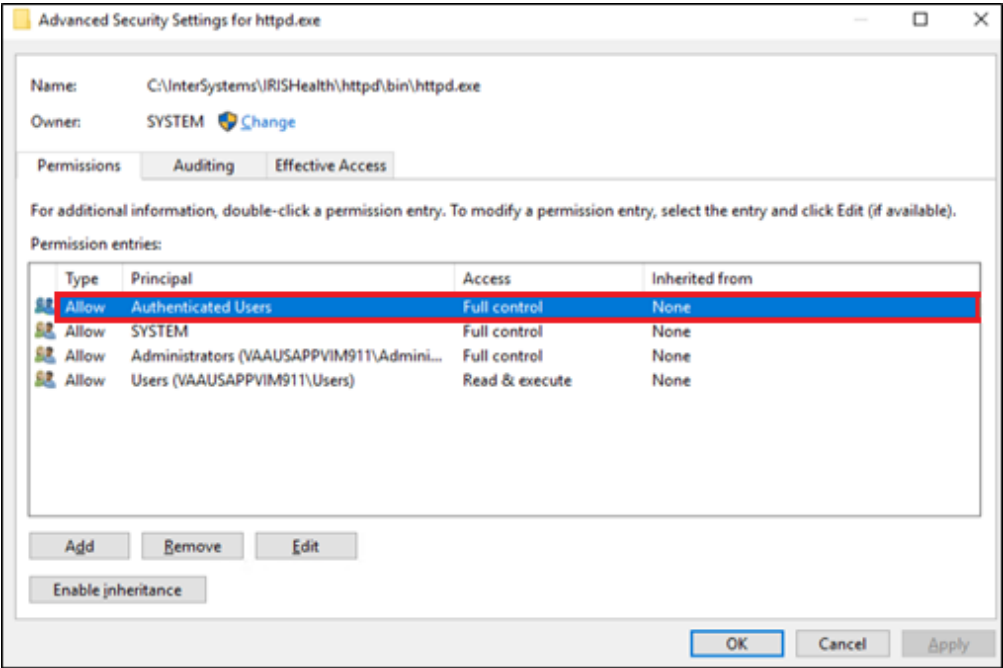 Advanced Security Settings for httpd.exe
Name: C:\InterSystems\IRISHealth\httpd\bin\httpd.exe
Owner: SYSTEM Change
Permissions Auditing Effective Access
For additional information, double-click a permission entry. To modify a permission entry, select the entry and click Edit (if available).
Permission entries:
Type Principal Access Inherited from
Allow Authenticated Users Full control None
Allow SYSTEM Full control None
Allow Administrators (VAAUSAPPVIM911\Admini... Full control None
Allow Users (VAAUSAPPVIM911\Users) Read & execute None
Add Remove Edit
Enable inheritance
OK Cancel Apply